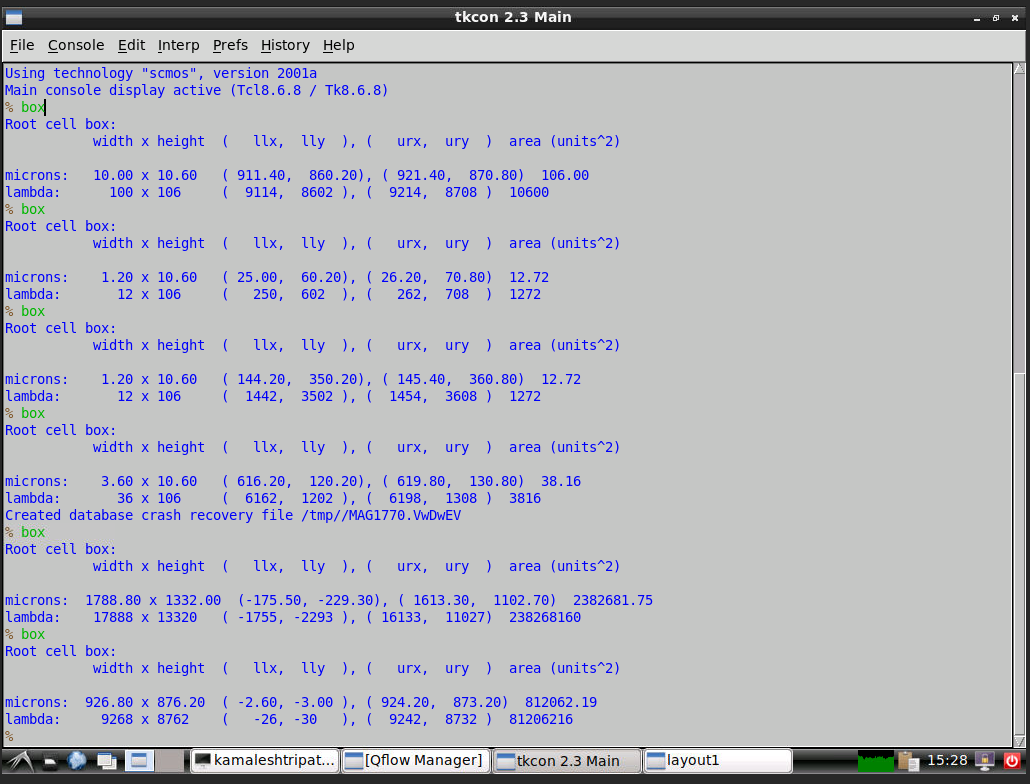 tkcon 2.3 Main
File Console Edit Interp Prefs History Help
Using technology "scmos", version 2001a
Main console display active (Tcl8.6.8 / Tk8.6.8)
% box
Root cell box:
           width x height  (   llx,  lly  ), (   urx,  ury  )  area (units^2)
microns:   10.00 x 10.60   ( 911.40,  860.20), ( 921.40,  870.80)  106.00
lambda:      100 x 106     (  9114,  8602 ), (  9214,  8708 )  10600
% box
Root cell box:
           width x height  (   llx,  lly  ), (   urx,  ury  )  area (units^2)
microns:    1.20 x 10.60   ( 25.00,  60.20), ( 26.20,  70.80)  12.72
lambda:       12 x 106     (   250,  602  ), (   262,  708  )  1272
% box
Root cell box:
           width x height  (   llx,  lly  ), (   urx,  ury  )  area (units^2)
microns:    1.20 x 10.60   ( 144.20,  350.20), ( 145.40,  360.80)  12.72
lambda:       12 x 106     (  1442,  3502 ), (  1454,  3608 )  1272
% box
Root cell box:
           width x height  (   llx,  lly  ), (   urx,  ury  )  area (units^2)
microns:    3.60 x 10.60   ( 616.20,  120.20), ( 619.80,  130.80)  38.16
lambda:       36 x 106     (  6162,  1202 ), (  6198,  1308 )  3816
Created database crash recovery file /tmp//MAG1770.VwDwEV
% box
Root cell box:
           width x height  (   llx,  lly  ), (   urx,  ury  )  area (units^2)
microns:  1788.80 x 1332.00  (-175.50, -229.30), ( 1613.30,  1102.70)  2382681.75
lambda:    17888 x 13320   ( -1755, -2293 ), ( 16133,  11027)  238268160
% box
Root cell box:
           width x height  (   llx,  lly  ), (   urx,  ury  )  area (units^2)
microns:  926.80 x 876.20  ( -2.60, -3.00 ), ( 924.20,  873.20)  812062.19
lambda:     9268 x 8762    (   -26, -30   ), (  9242,  8732 )  81206216
%
kamaleshtripat... [Qflow Manager] tkcon 2.3 Main layout1 15:28